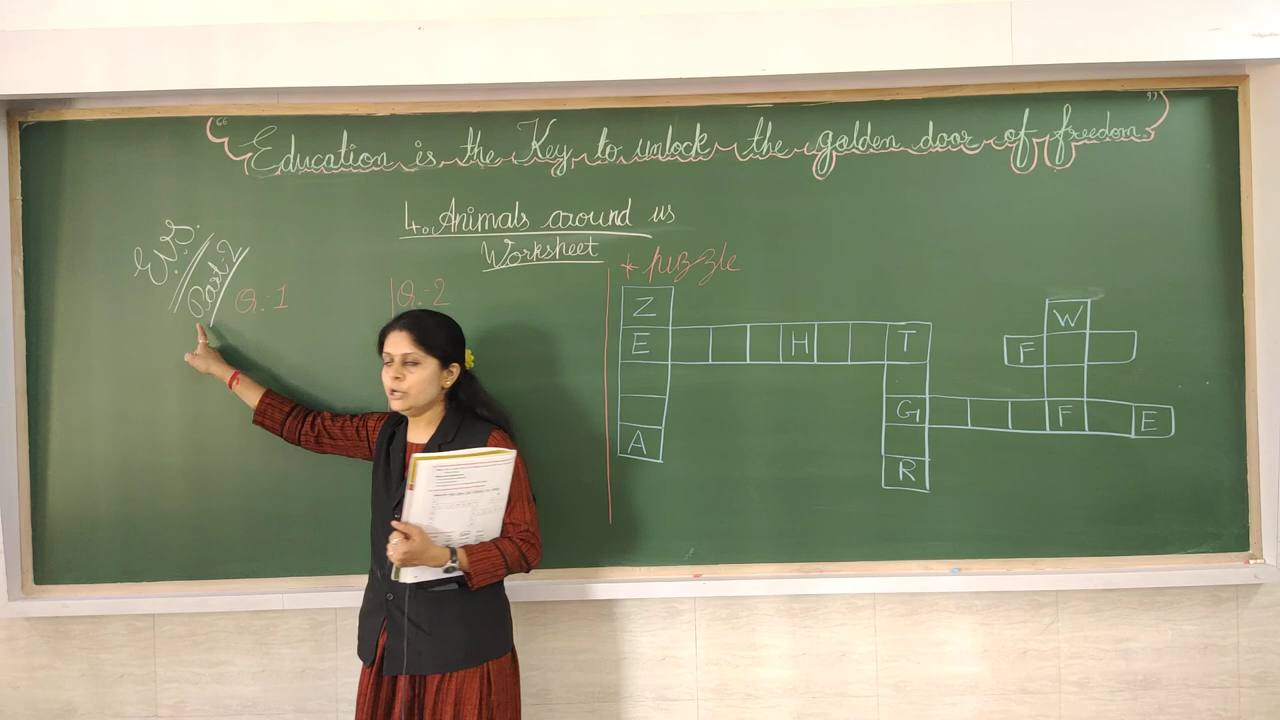 “Education is the Key to unlock the golden door of freedom.”
4. Animals around us
Worksheet
E.V.S.
Part-2
Q.-1
Q.-2
* puzzle
Z
E H T
A
G F E
R
W
F